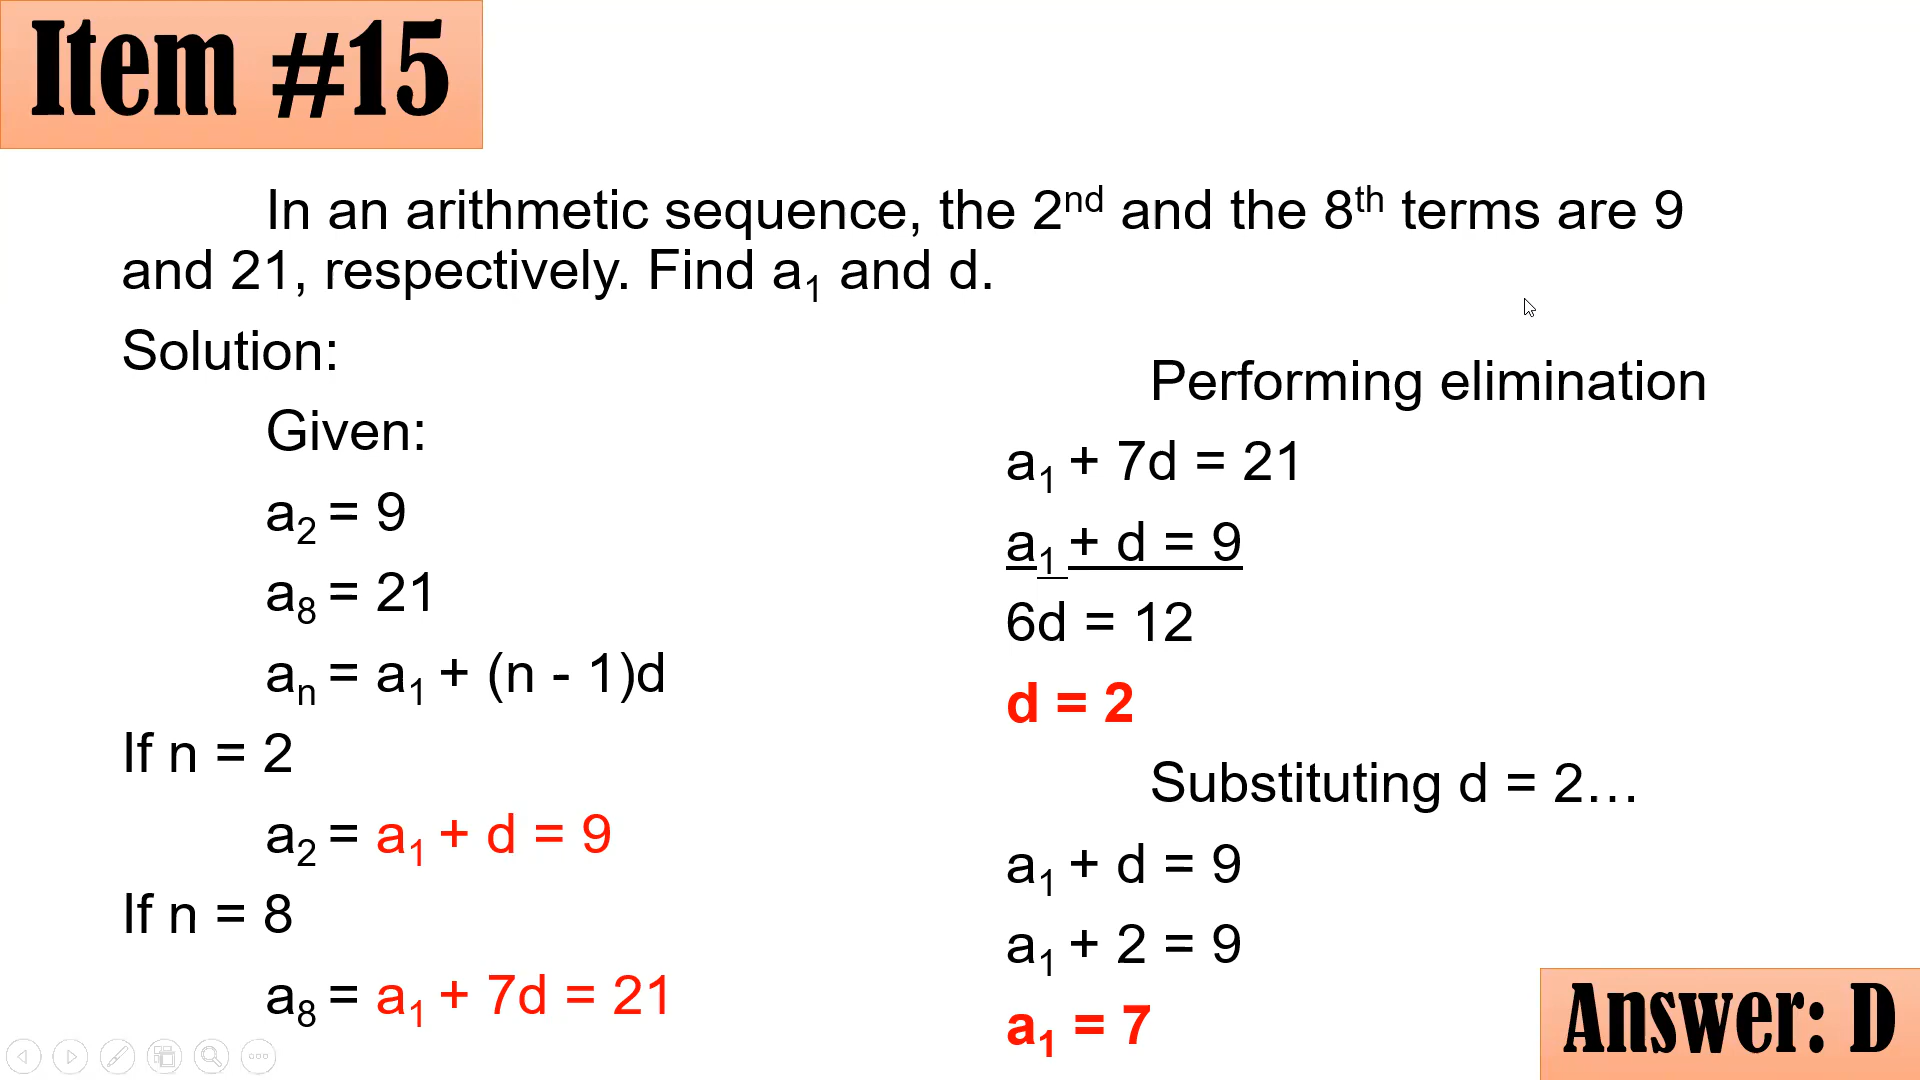 Item #15
In an arithmetic sequence, the 2nd and the 8th terms are 9
and 21, respectively. Find a₁ and d.
Solution:
Given:
a₂ = 9
a₈ = 21
aₙ = a₁ + (n - 1)d
If n = 2
a₂ = a₁ + d = 9
If n = 8
a₈ = a₁ + 7d = 21
Performing elimination
a₁ + 7d = 21
a₁ + d = 9
6d = 12
d = 2
Substituting d = 2…
a₁ + d = 9
a₁ + 2 = 9
a₁ = 7
Answer: D